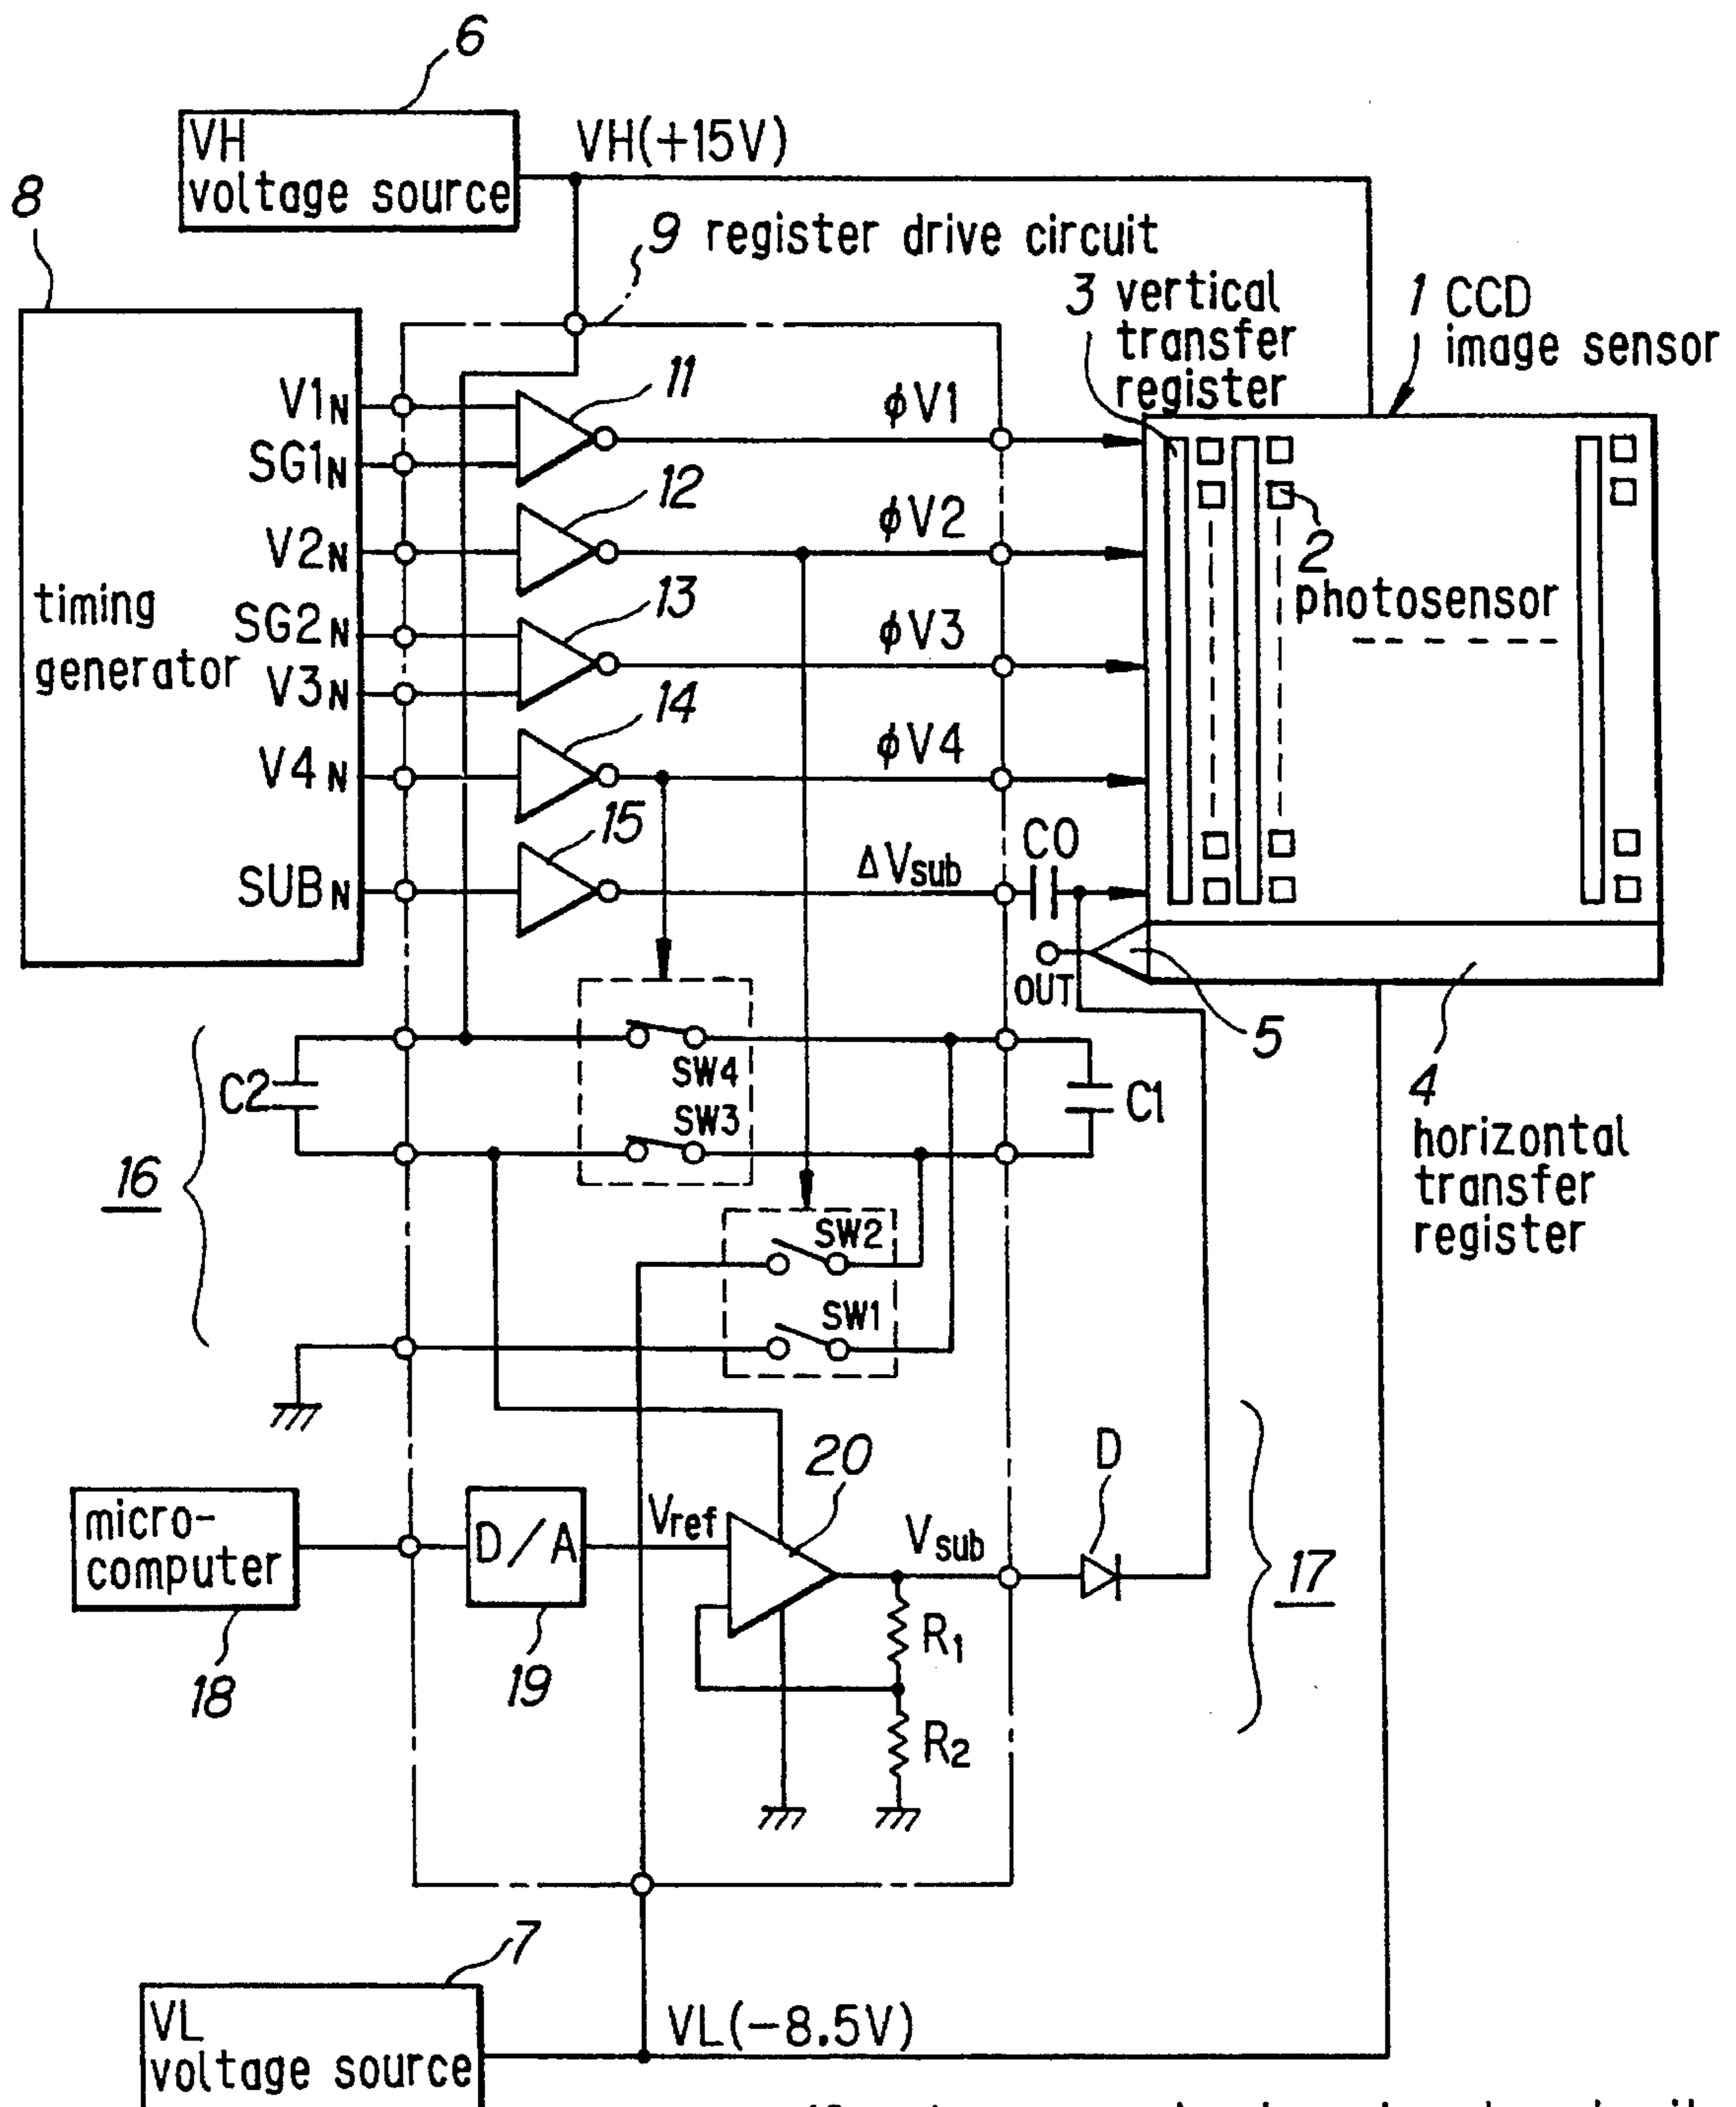 6
VH
voltage source
VH(+15V)
8
9 register drive circuit
3 vertical
transfer
register
1 CCD
image sensor
timing
generator
V1N
SG1N
V2N
SG2N
V3N
V4N
SUBN
11
12
13
14
15
φV1
φV2
φV3
φV4
ΔVsub
C0
2
photosensor
OUT
5
4
horizontal
transfer
register
16
C2
SW4
SW3
C1
SW2
SW1
micro-
computer
18
D/A
19
Vref
20
Vsub
D
R1
R2
17
7
VL
voltage source
VL(-8.5V)